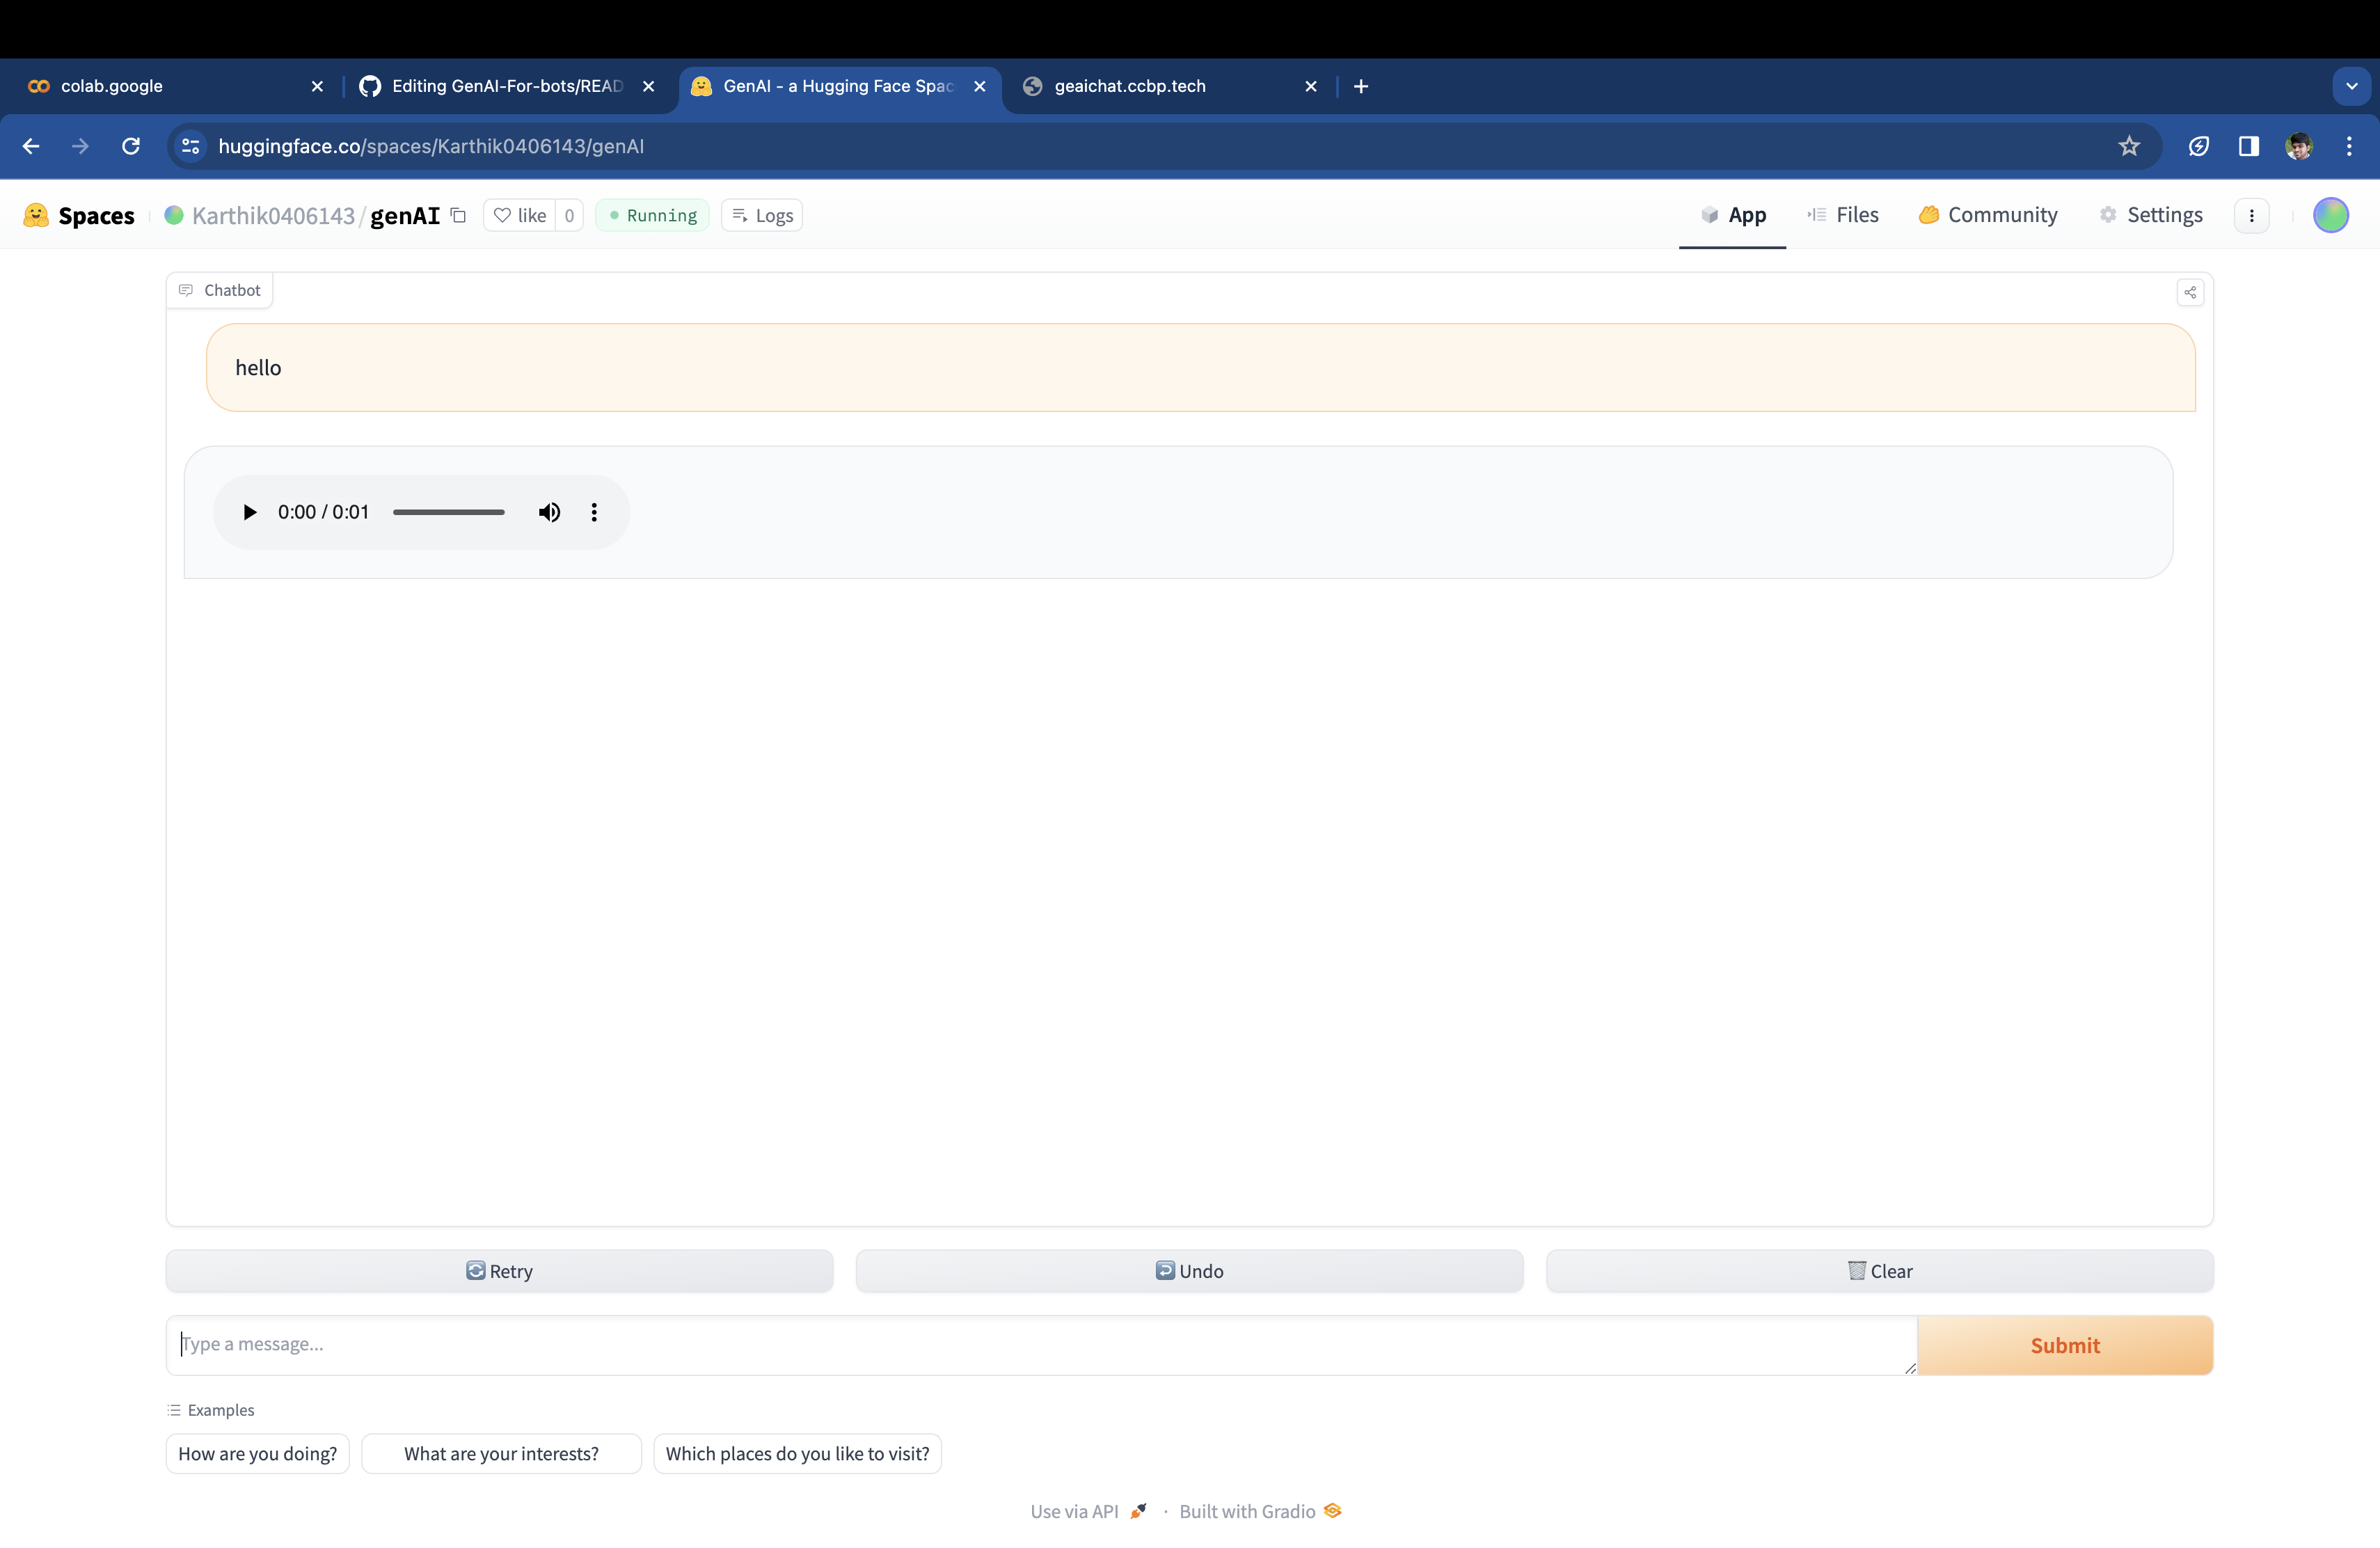 colab.google
Editing GenAI-For-bots/READ
GenAI - a Hugging Face Spac
geaichat.ccbp.tech
huggingface.co/spaces/Karthik0406143/genAI
Spaces Karthik0406143/genAI like 0 Running Logs App Files Community Settings
Chatbot
hello
0:00 / 0:01
Retry Undo Clear
Type a message... Submit
Examples
How are you doing? What are your interests? Which places do you like to visit?
Use via API · Built with Gradio